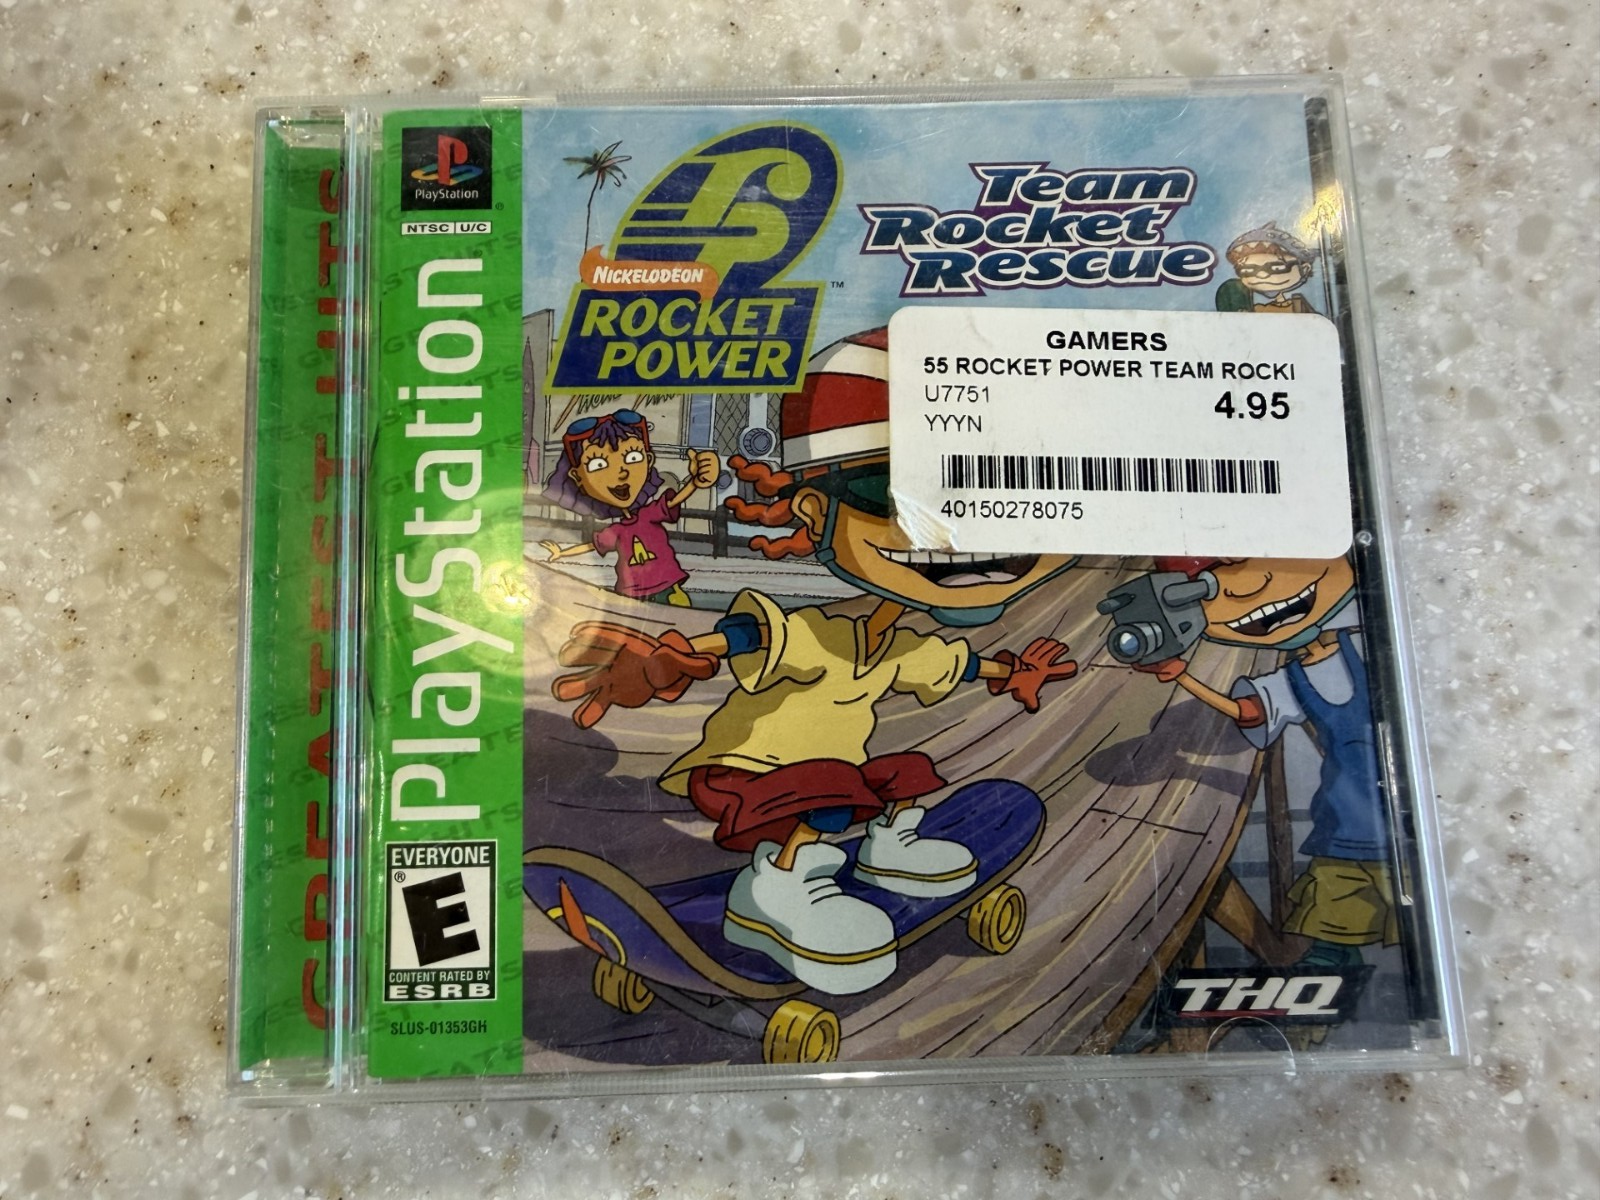 GREATEST HITS
PlayStation
®
NTSC U/C
PlayStation
EVERYONE
®
E
CONTENT RATED BY
ESRB
SLUS-01353GH
NICKELODEON
ROCKET
POWER
™
Team
Rocket
Rescue
GAMERS
55 ROCKET POWER TEAM ROCKI
U7751
4.95
YYYN
40150278075
THQ